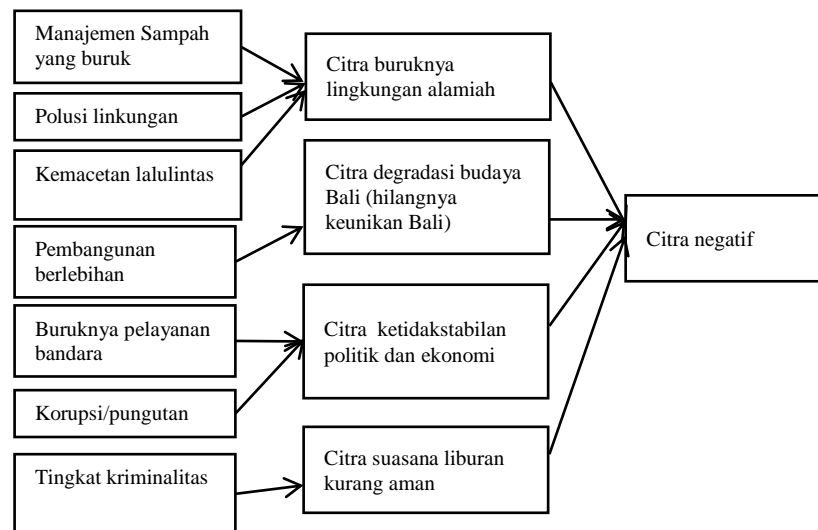 Manajemen Sampah
yang buruk
Polusi linkungan
Kemacetan lalulintas
Pembangunan
berlebihan
Buruknya pelayanan
bandara
Korupsi/pungutan
Tingkat kriminalitas
Citra buruknya
lingkungan alamiah
Citra degradasi budaya
Bali (hilangnya
keunikan Bali)
Citra ketidakstabilan
politik dan ekonomi
Citra suasana liburan
kurang aman
Citra negatif